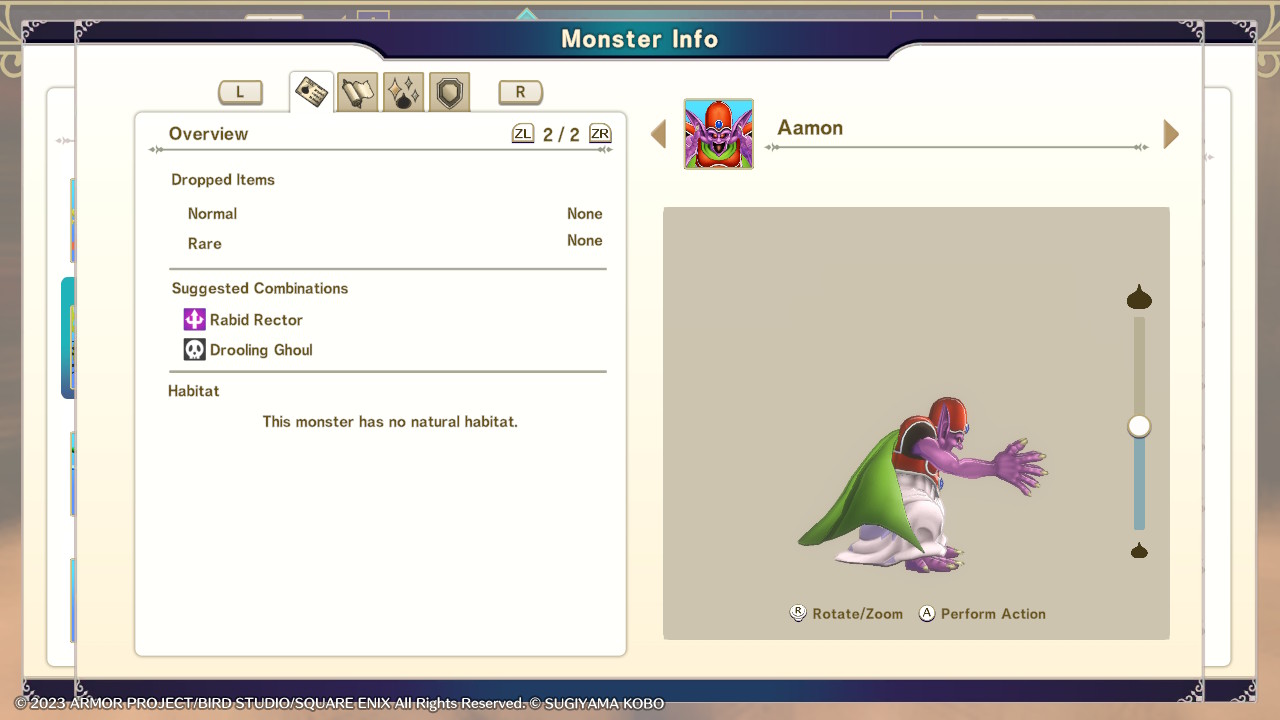 Monster Info
L
R
Overview
ZL 2 / 2 ZR
Dropped Items
Normal None
Rare None
Suggested Combinations
Rabid Rector
Drooling Ghoul
Habitat
This monster has no natural habitat.
Aamon
R Rotate/Zoom A Perform Action
© 2023 ARMOR PROJECT/BIRD STUDIO/SQUARE ENIX All Rights Reserved. © SUGIYAMA KOBO